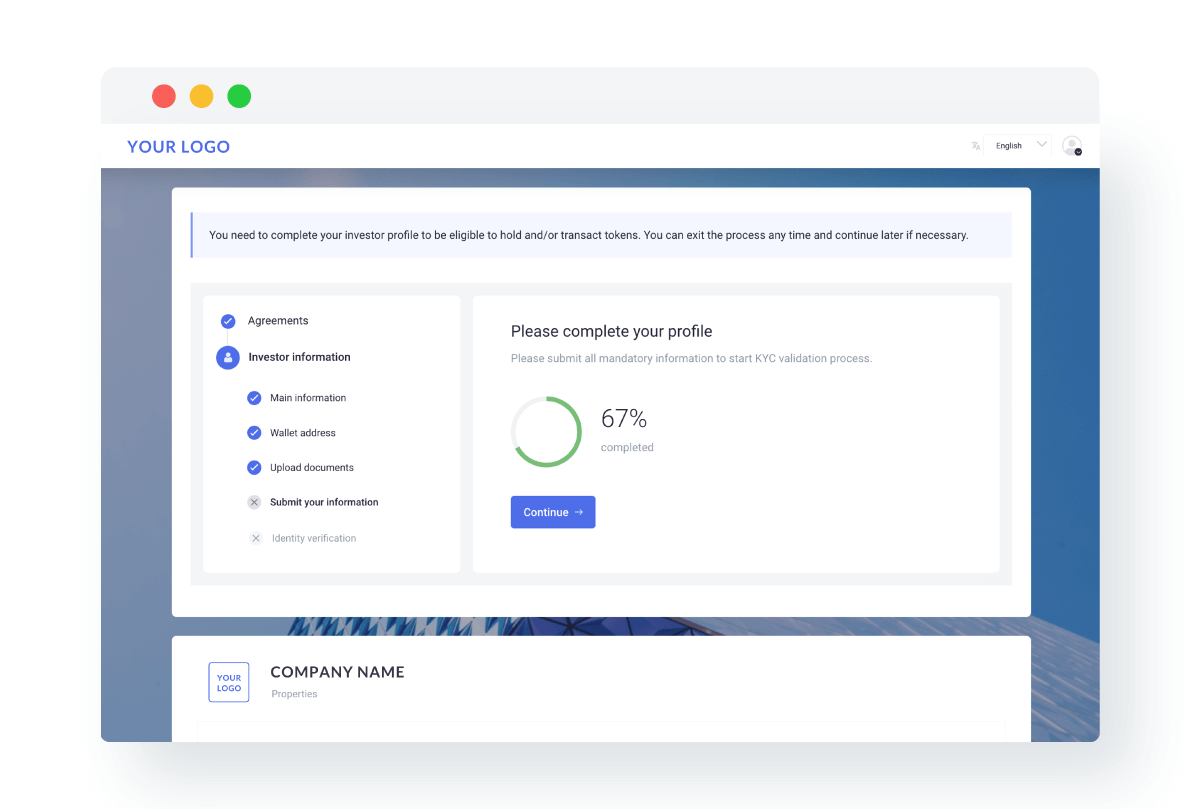 YOUR LOGO
English
You need to complete your investor profile to be eligible to hold and/or transact tokens. You can exit the process any time and continue later if necessary.
Agreements
Investor information
Main information
Wallet address
Upload documents
Submit your information
Identity verification
Please complete your profile
Please submit all mandatory information to start KYC validation process.
67%
completed
Continue →
YOUR
LOGO
COMPANY NAME
Properties